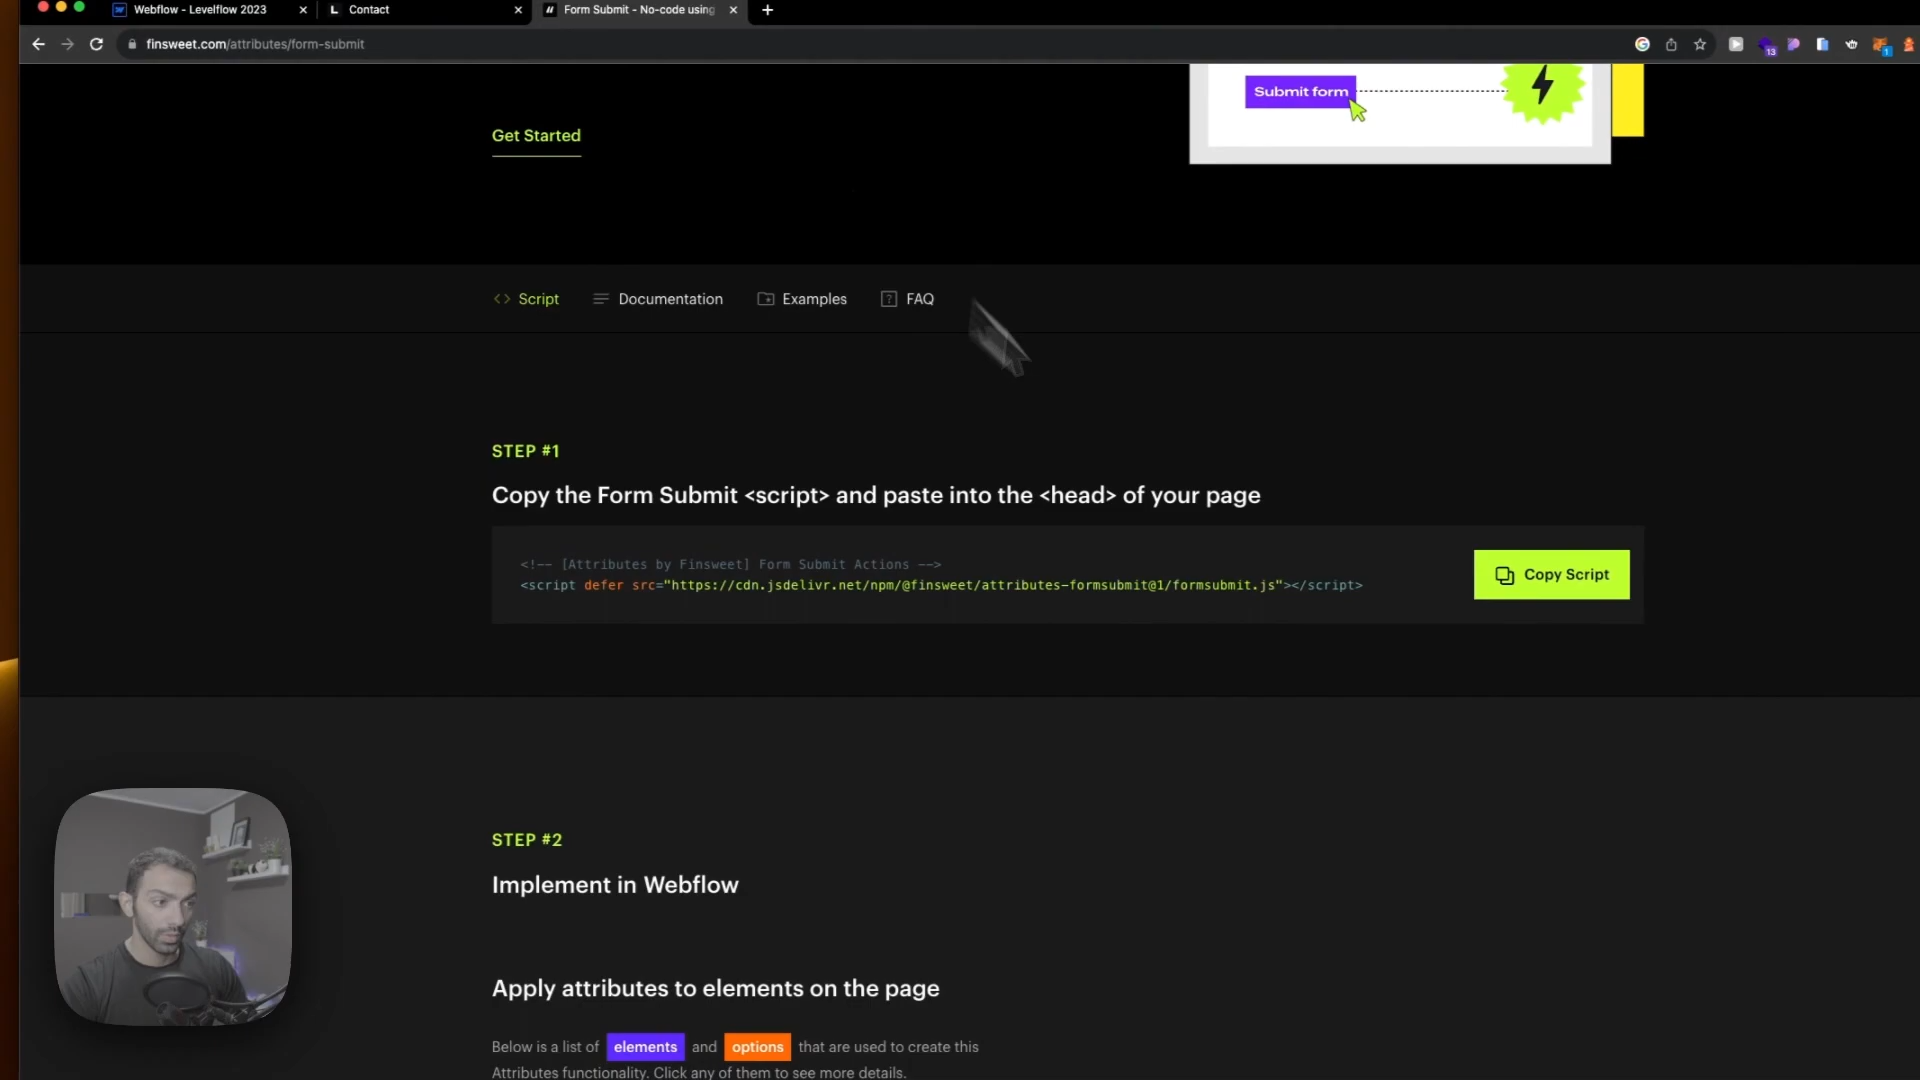 Webflow - Levelflow 2023
Contact
Form Submit - No-code using
finsweet.com/attributes/form-submit
13
1
Submit form
Get Started
Script
Documentation
Examples
FAQ
STEP #1
Copy the Form Submit <script> and paste into the <head> of your page
<!-- [Attributes by Finsweet] Form Submit Actions -->
<script defer src="https://cdn.jsdelivr.net/npm/@finsweet/attributes-formsubmit@1/formsubmit.js"></script>
Copy Script
STEP #2
Implement in Webflow
Apply attributes to elements on the page
Below is a list of elements and options that are used to create this
Attributes functionality. Click any of them to see more details.